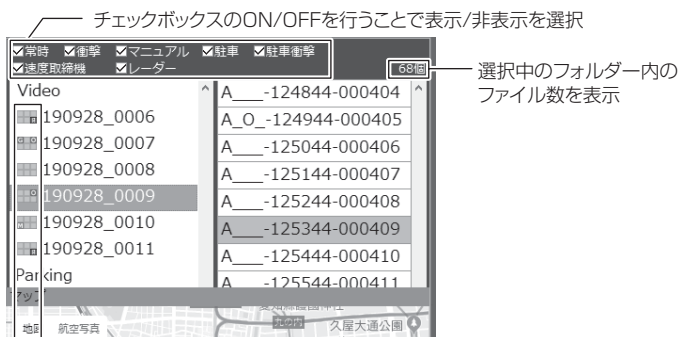 チェックボックスのON/OFFを行うことで表示/非表示を選択
常時 衝撃 マニュアル 駐車 駐車衝撃
速度取締機 レーダー
68個
選択中のフォルダー内の
ファイル数を表示
Video
190928_0006
190928_0007
190928_0008
190928_0009
190928_0010
190928_0011
Parking
A___-124844-000404
A_O_-124944-000405
A___-125044-000406
A___-125144-000407
A___-125244-000408
A___-125344-000409
A___-125444-000410
A___-125544-000411
マップ
地図 航空写真
久屋大通公園